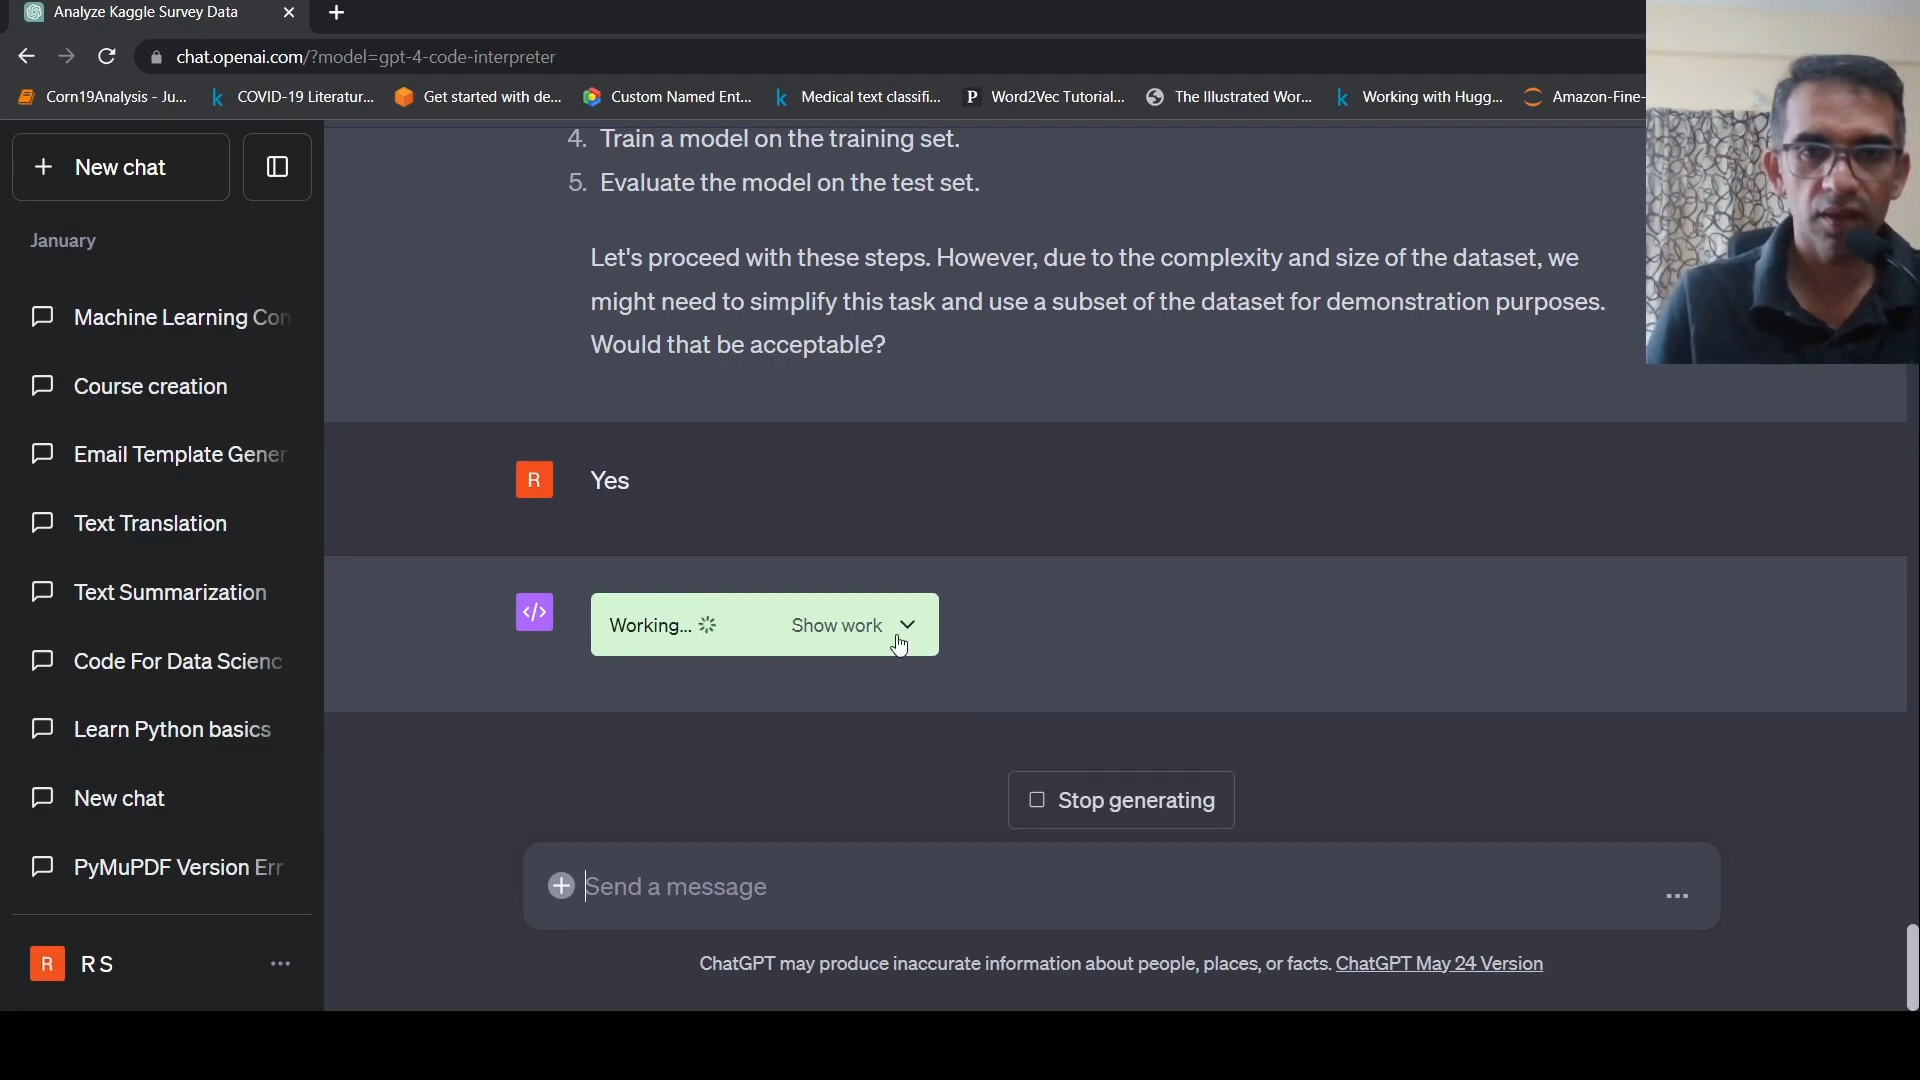 Analyze Kaggle Survey Data
chat.openai.com/?model=gpt-4-code-interpreter
Corn19Analysis - Ju... COVID-19 Literatur... Get started with de... Custom Named Ent... Medical text classifi... P Word2Vec Tutorial... The Illustrated Wor... Working with Hugg... Amazon-Fine-
New chat
January
Machine Learning Con
Course creation
Email Template Gener
Text Translation
Text Summarization
Code For Data Scienc
Learn Python basics
New chat
PyMuPDF Version Err
R R S ...
4. Train a model on the training set.
5. Evaluate the model on the test set.
Let's proceed with these steps. However, due to the complexity and size of the dataset, we
might need to simplify this task and use a subset of the dataset for demonstration purposes.
Would that be acceptable?
R Yes
</> Working... Show work
Stop generating
Send a message ...
ChatGPT may produce inaccurate information about people, places, or facts. ChatGPT May 24 Version